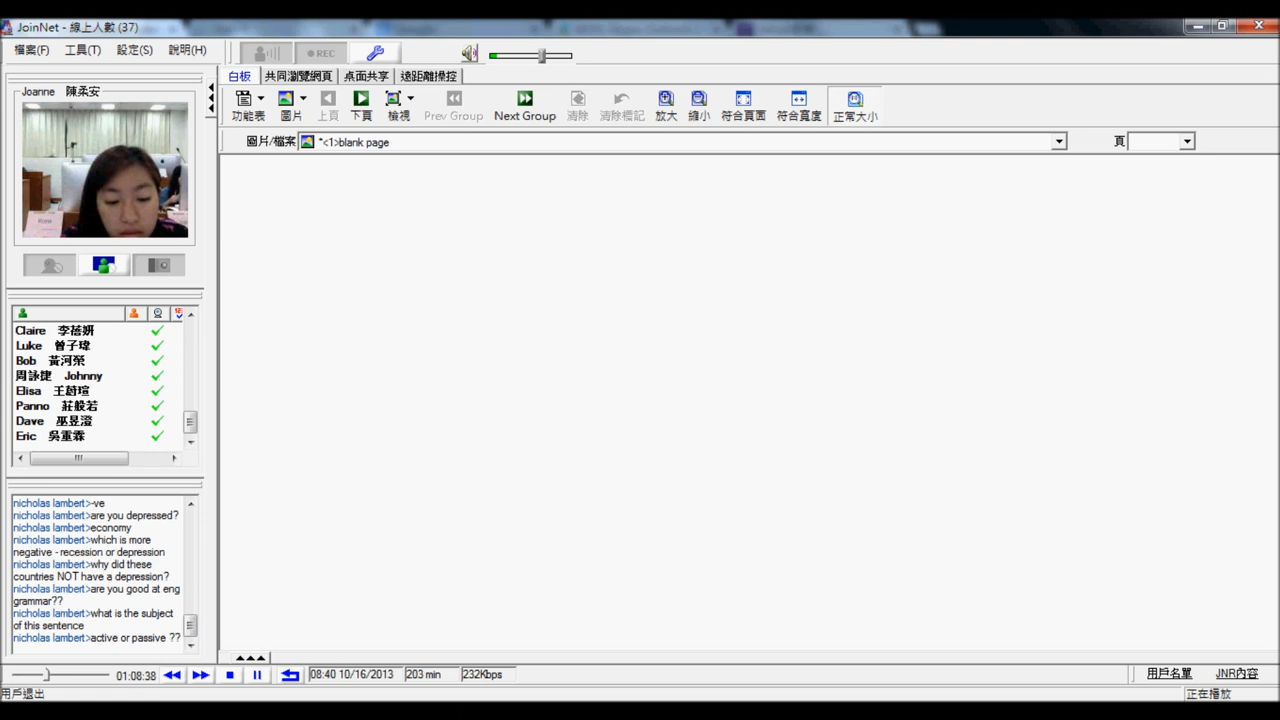 JoinNet - 線上人數 (37)
檔案(F) 工具(T) 設定(S) 說明(H)
REC
Joanne 陳柔安
白板 共同瀏覽網頁 桌面共享 遠距離操控
功能表 圖片 上頁 下頁 檢視 Prev Group Next Group 清除 清除標記 放大 縮小 符合頁面 符合寬度 正常大小
圖片/檔案 *<1>blank page 頁
Claire 李蓓妍
Luke 曾子瑋
Bob 黃河榮
周詠捷 Johnny
Elisa 王蒔瑄
Panno 莊般若
Dave 巫昱澄
Eric 吳重霖
nicholas lambert>-ve
nicholas lambert>are you depressed?
nicholas lambert>economy
nicholas lambert>which is more
negative - recession or depression
nicholas lambert>why did these
countries NOT have a depression?
nicholas lambert>are you good at eng
grammar??
nicholas lambert>what is the subject
of this sentence
nicholas lambert>active or passive ??
01:08:38 08:40 10/16/2013 203 min 232Kbps 用戶名單 JNR內容
用戶退出 正在播放